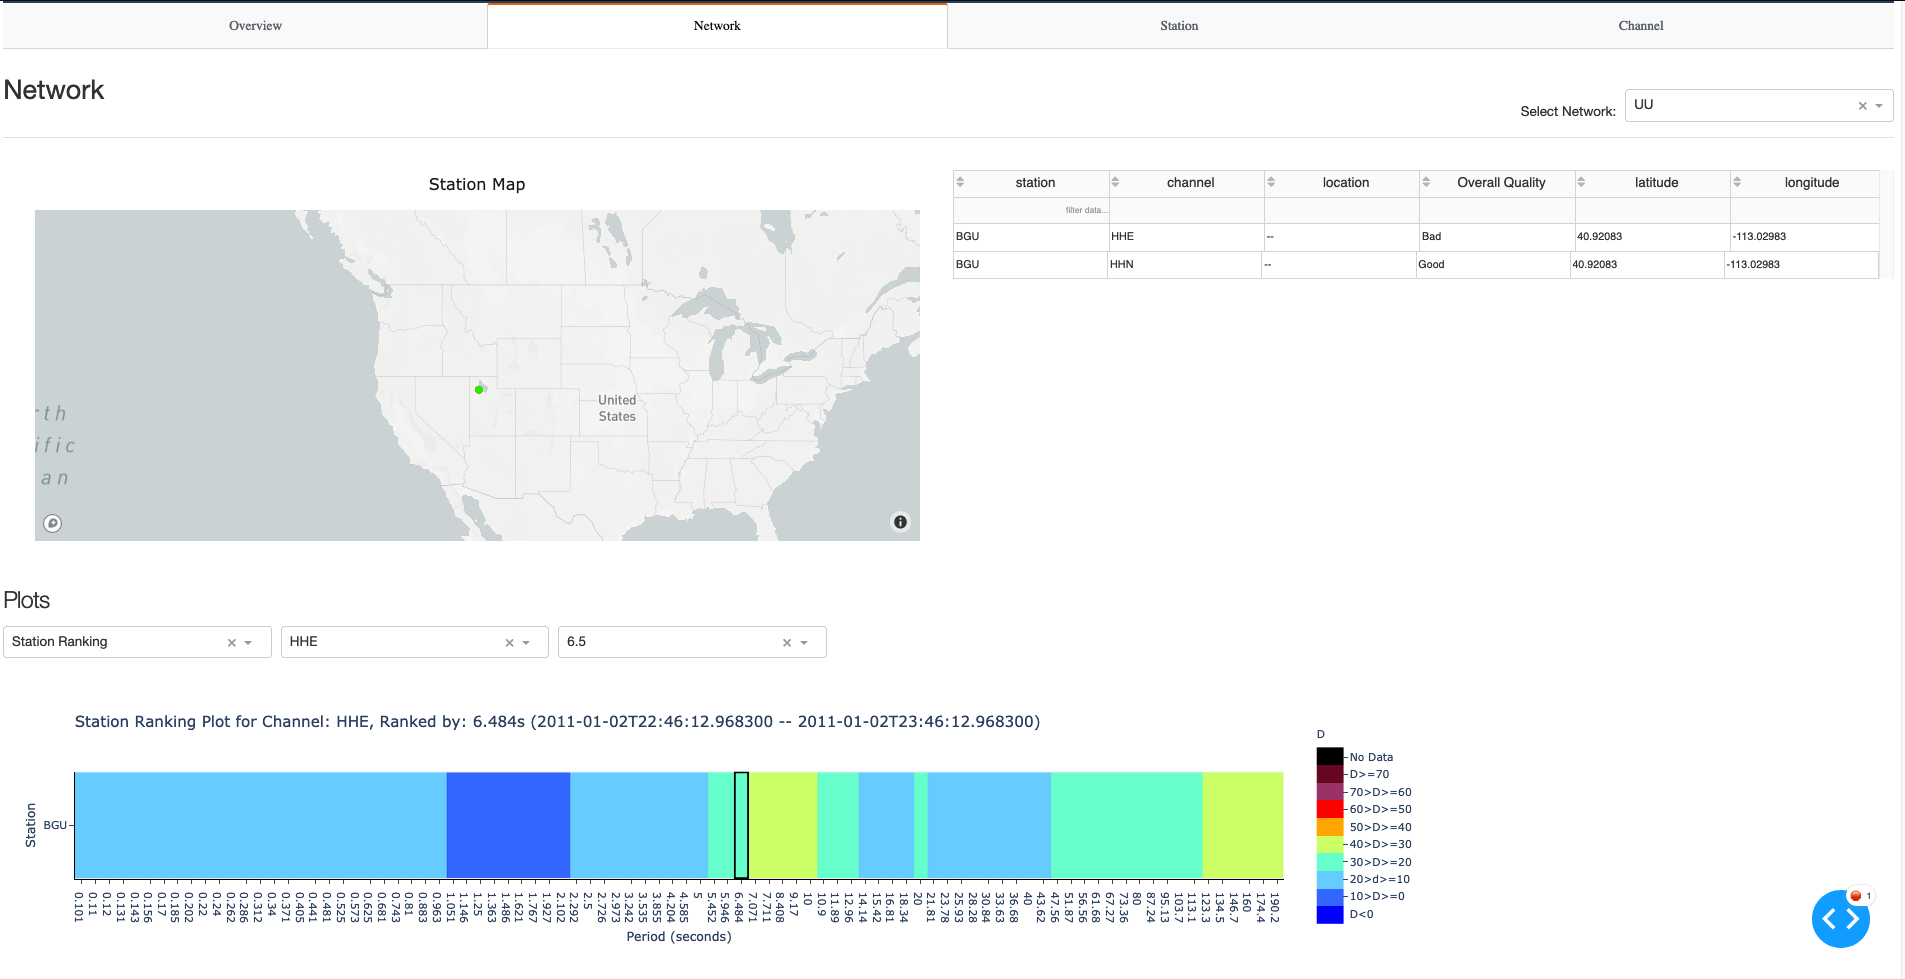 Overview Network Station Channel
Network
Select Network: UU
Station Map
station channel location Overall Quality latitude longitude
filter data...
BGU HHE -- Bad 40.92083 -113.02983
BGU HHN -- Good 40.92083 -113.02983
United
States
rth
ific
an
Plots
Station Ranking HHE 6.5
Station Ranking Plot for Channel: HHE, Ranked by: 6.484s (2011-01-02T22:46:12.968300 -- 2011-01-02T23:46:12.968300)
Station
BGU
0.101 0.11 0.12 0.131 0.143 0.156 0.17 0.185 0.202 0.22 0.24 0.262 0.286 0.312 0.34 0.371 0.405 0.441 0.481 0.525 0.573 0.625 0.681 0.743 0.81 0.883 0.963 1.051 1.146 1.25 1.363 1.486 1.621 1.767 1.927 2.102 2.292 2.5 2.726 2.973 3.242 3.535 3.855 4.204 4.585 5 5.452 5.946 6.484 7.071 7.711 8.408 9.17 10 10.9 11.89 12.96 14.14 15.42 16.81 18.34 20 21.81 23.78 25.93 28.28 30.84 33.63 36.68 40 43.62 47.56 51.87 56.56 61.68 67.27 73.36 80 87.24 95.13 103.7 113.1 123.3 134.5 146.7 160 174.4 190.2
Period (seconds)
D
No Data
D>=70
70>D>=60
60>D>=50
50>D>=40
40>D>=30
30>D>=20
20>d>=10
10>D>=0
D<0
1